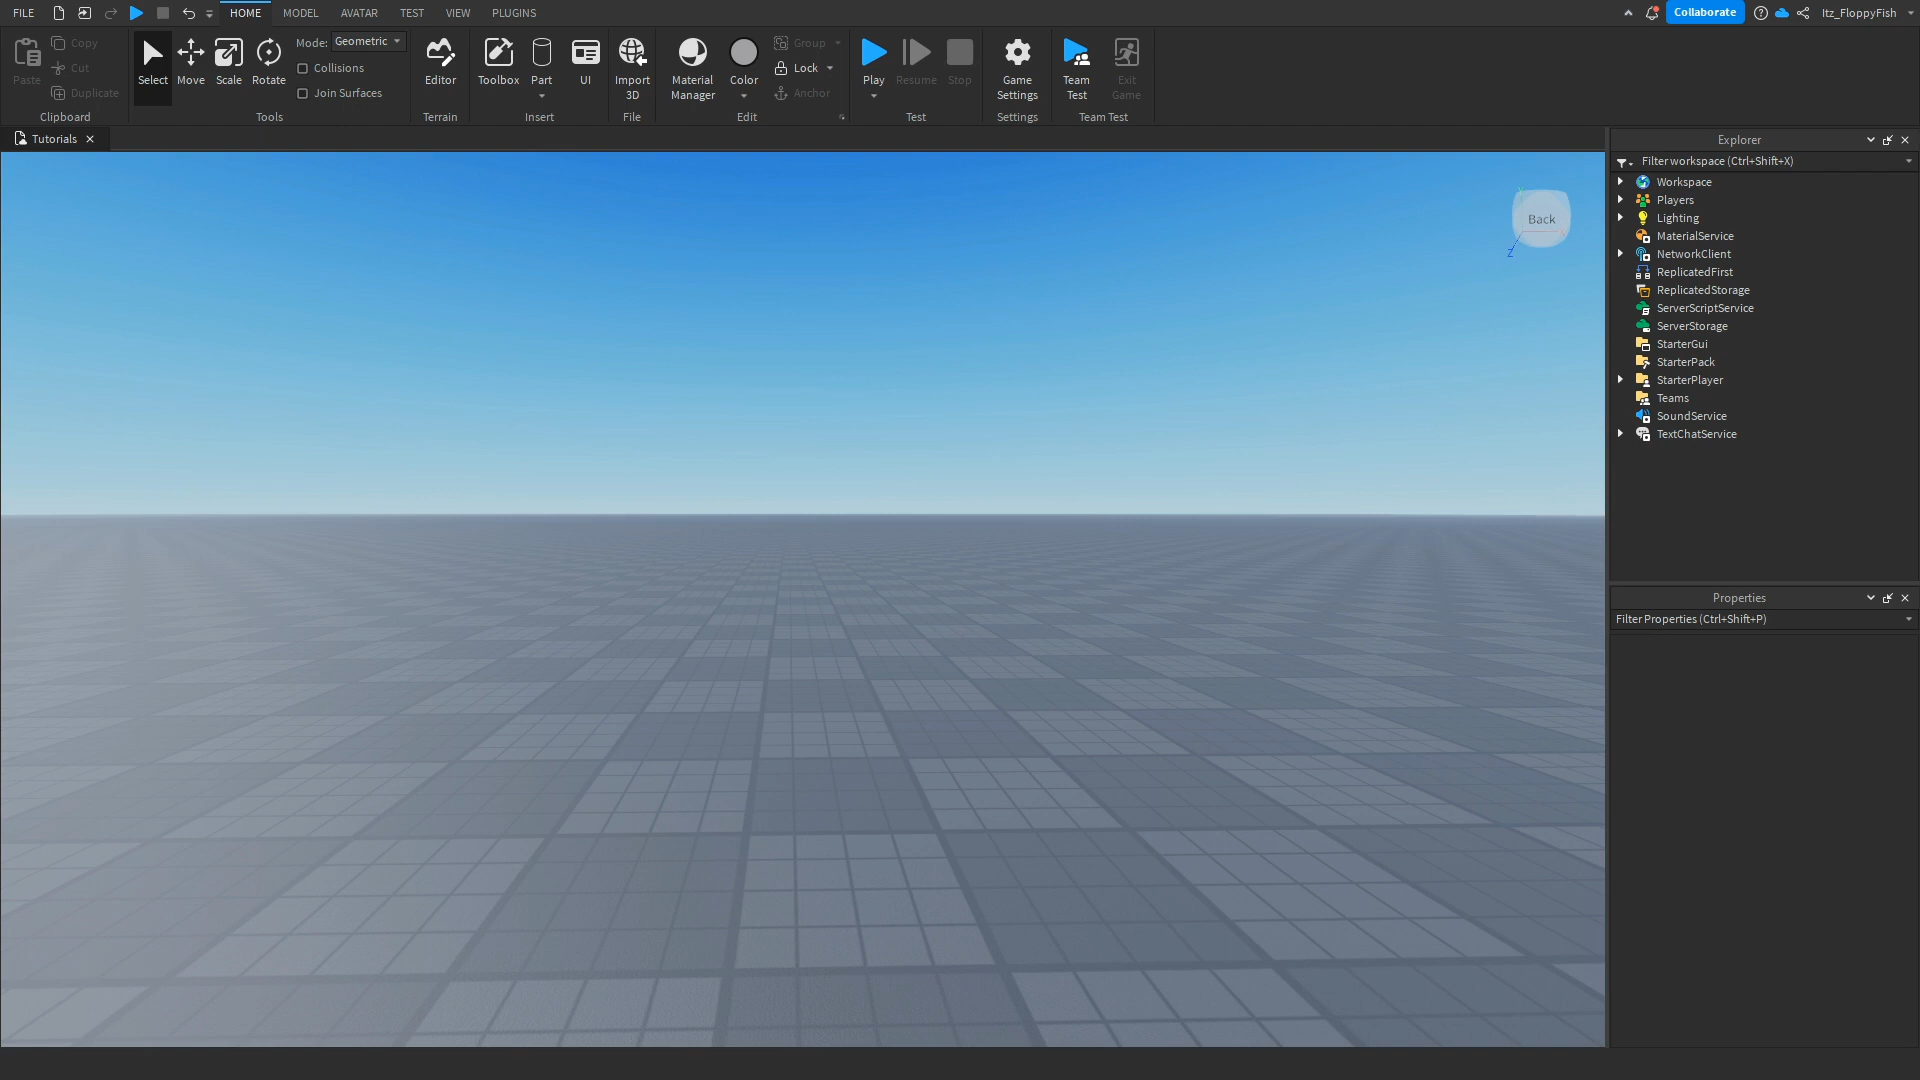 FILE HOME MODEL AVATAR TEST VIEW PLUGINS Collaborate Itz_FloppyFish
Paste Copy Cut Duplicate
Clipboard
Select Move Scale Rotate Mode: Geometric
Collisions
Join Surfaces
Tools
Editor
Terrain
Toolbox Part UI
Insert
Import 3D
File
Material Manager Color Group Lock Anchor
Edit
Play Resume Stop
Test
Game Settings
Settings
Team Test Exit Game
Team Test
Tutorials
Back
Z
Explorer
Filter workspace (Ctrl+Shift+X)
Workspace
Players
Lighting
MaterialService
NetworkClient
ReplicatedFirst
ReplicatedStorage
ServerScriptService
ServerStorage
StarterGui
StarterPack
StarterPlayer
Teams
SoundService
TextChatService
Properties
Filter Properties (Ctrl+Shift+P)